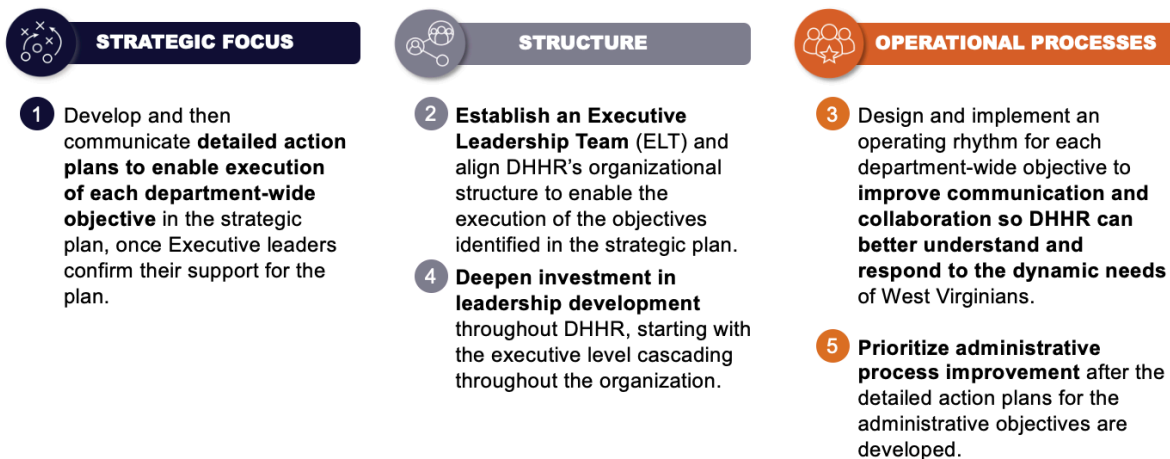 STRATEGIC FOCUS
1 Develop and then
communicate detailed action
plans to enable execution
of each department-wide
objective in the strategic
plan, once Executive leaders
confirm their support for the
plan.
STRUCTURE
2 Establish an Executive
Leadership Team (ELT) and
align DHHR's organizational
structure to enable the
execution of the objectives
identified in the strategic plan.
4 Deepen investment in
leadership development
throughout DHHR, starting with
the executive level cascading
throughout the organization.
OPERATIONAL PROCESSES
3 Design and implement an
operating rhythm for each
department-wide objective to
improve communication and
collaboration so DHHR can
better understand and
respond to the dynamic needs
of West Virginians.
5 Prioritize administrative
process improvement after the
detailed action plans for the
administrative objectives are
developed.